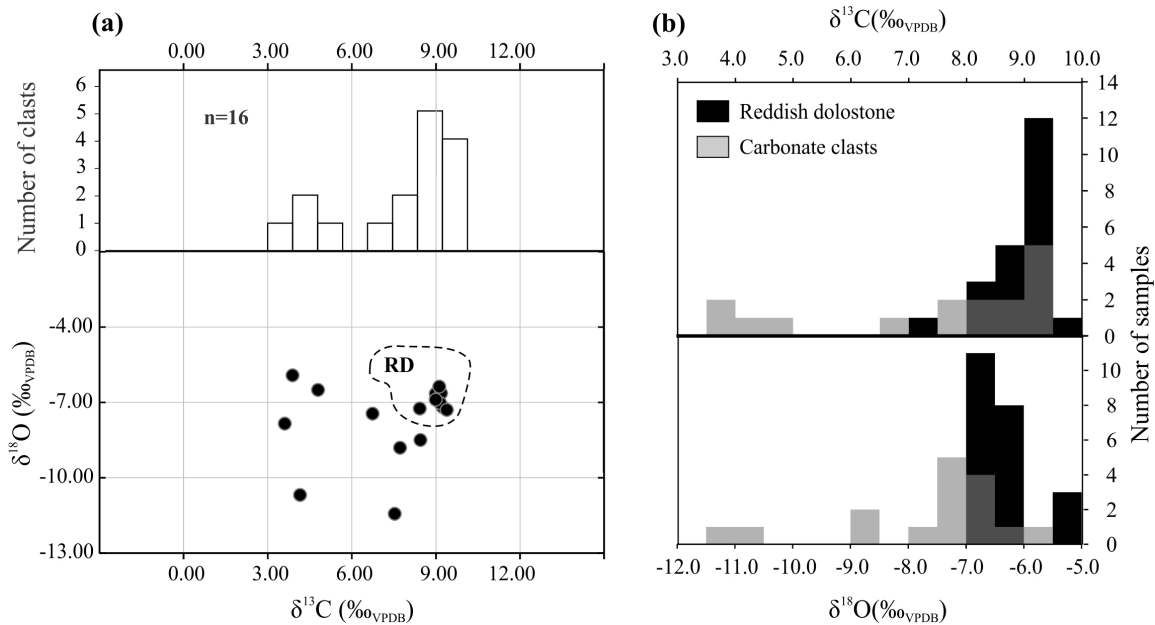 (a)
0.00 3.00 6.00 9.00 12.00
Number of clasts
6
5
4
3
2
1
0
n=16
δ18O (‰VPDB)
-4.00
-7.00
-10.00
-13.00
RD
0.00 3.00 6.00 9.00 12.00
δ13C (‰VPDB)
(b)
δ13C(‰VPDB)
3.0 4.0 5.0 6.0 7.0 8.0 9.0 10.0
Reddish dolostone
Carbonate clasts
14
12
10
8
6
4
2
0
Number of samples
10
8
6
4
2
0
-12.0 -11.0 -10.0 -9.0 -8.0 -7.0 -6.0 -5.0
δ18O(‰VPDB)